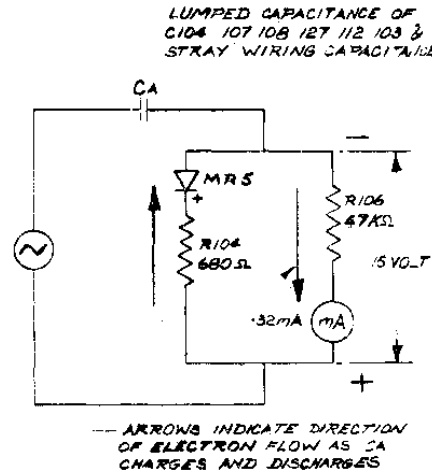 LUMPED CAPACITANCE OF
C104 107 108 127 112 103 &
STRAY WIRING CAPACITANCE
CA
MR5
+
R104
680 Ω
R106
47KΩ
15 VOLT
.32mA
mA
—
+
— ARROWS INDICATE DIRECTION
OF ELECTRON FLOW AS CA
CHARGES AND DISCHARGES